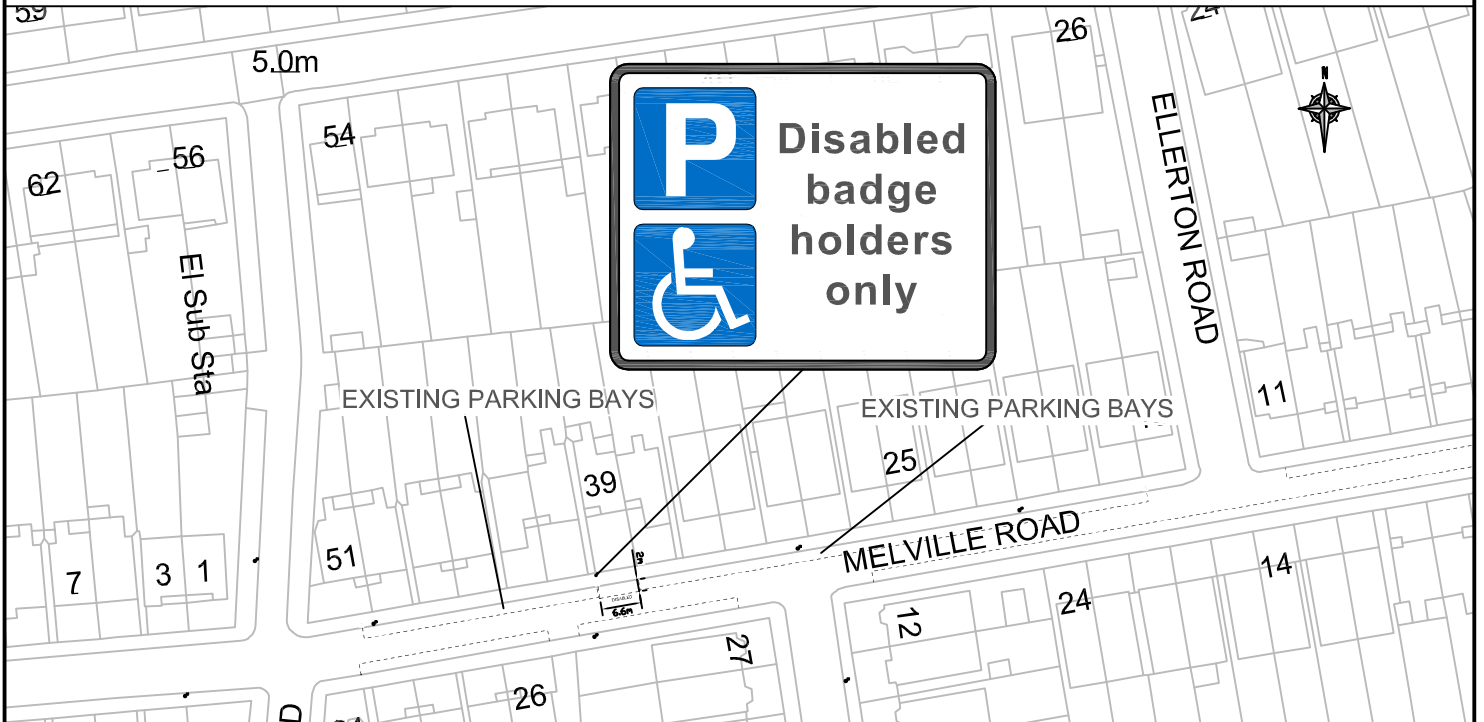 59
5.0m
26
24
N
54
56
62
P
Disabled
badge
holders
only
ELLERTON ROAD
El Sub Sta
EXISTING PARKING BAYS
EXISTING PARKING BAYS
11
25
39
51
2m
MELVILLE ROAD
7
3
1
DISABLED
6.6m
14
24
12
27
26